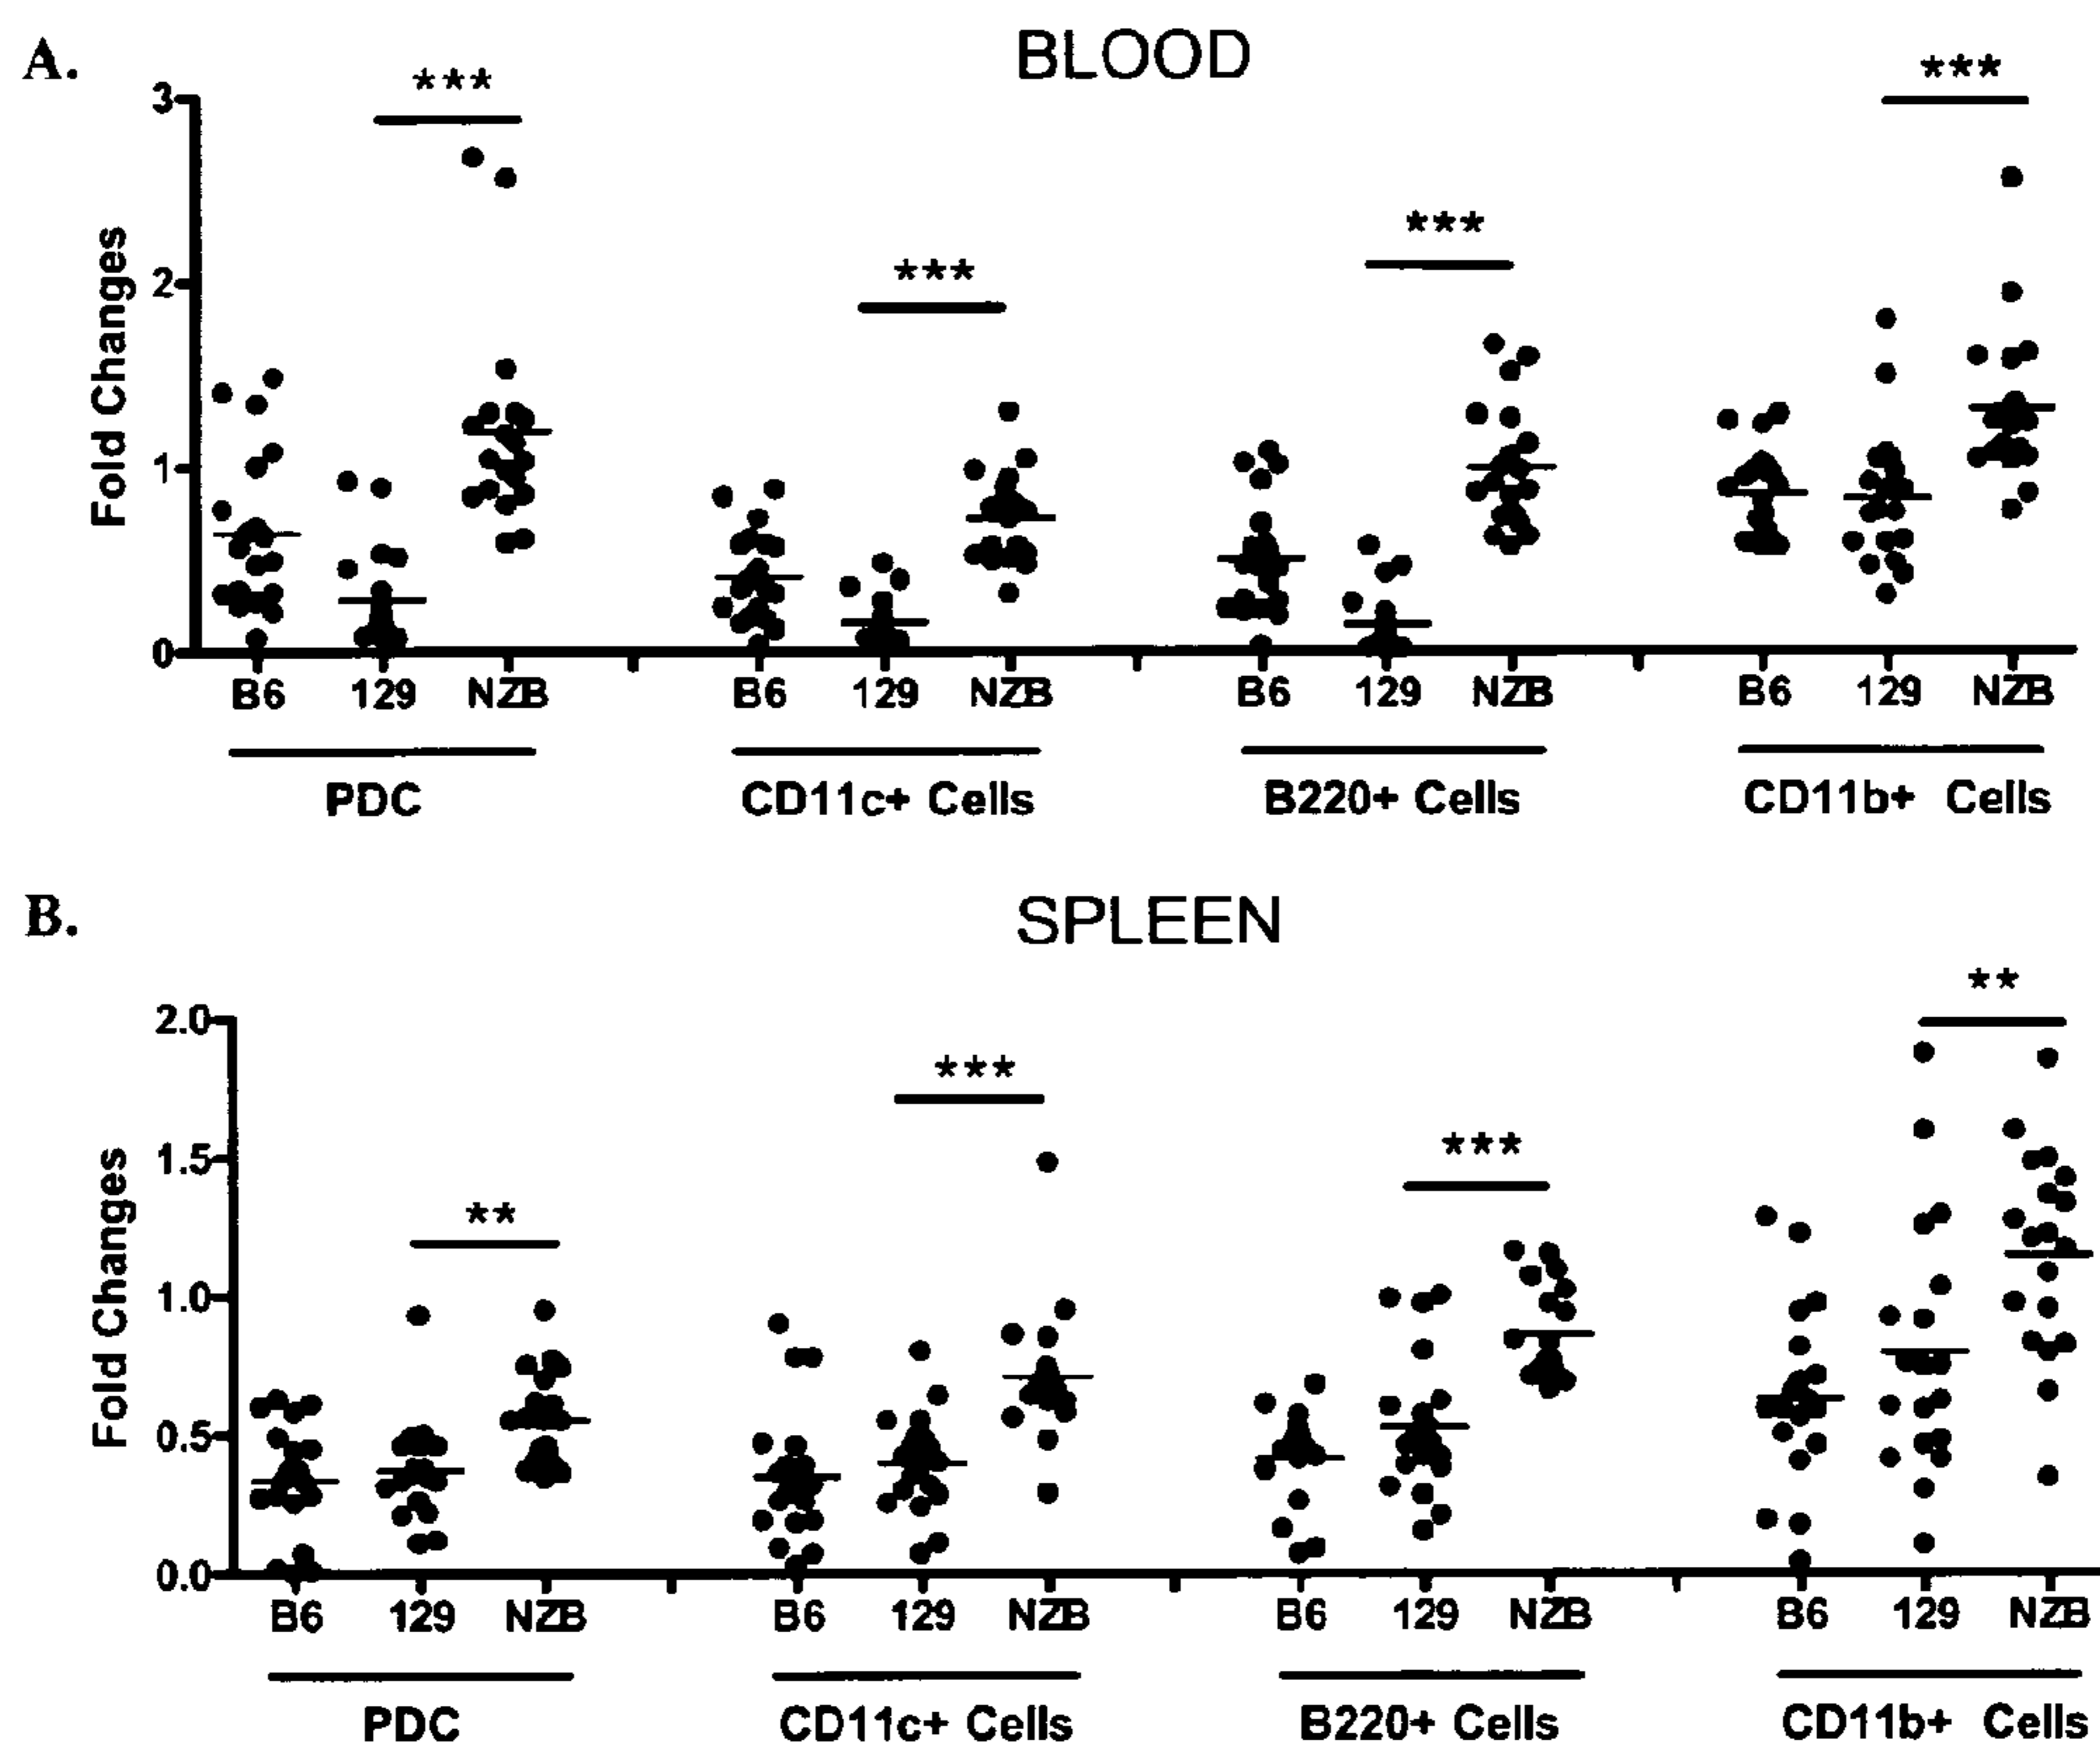 A.
BLOOD
*** *** *** ***
Fold Changes
3
2
1
0
B6 129 NZB B6 129 NZB B6 129 NZB B6 129 NZB
PDC CD11c+ Cells B220+ Cells CD11b+ Cells
B.
SPLEEN
** *** *** **
Fold Changes
2.0
1.5
1.0
0.5
0.0
B6 129 NZB B6 129 NZB B6 129 NZB B6 129 NZB
PDC CD11c+ Cells B220+ Cells CD11b+ Cells